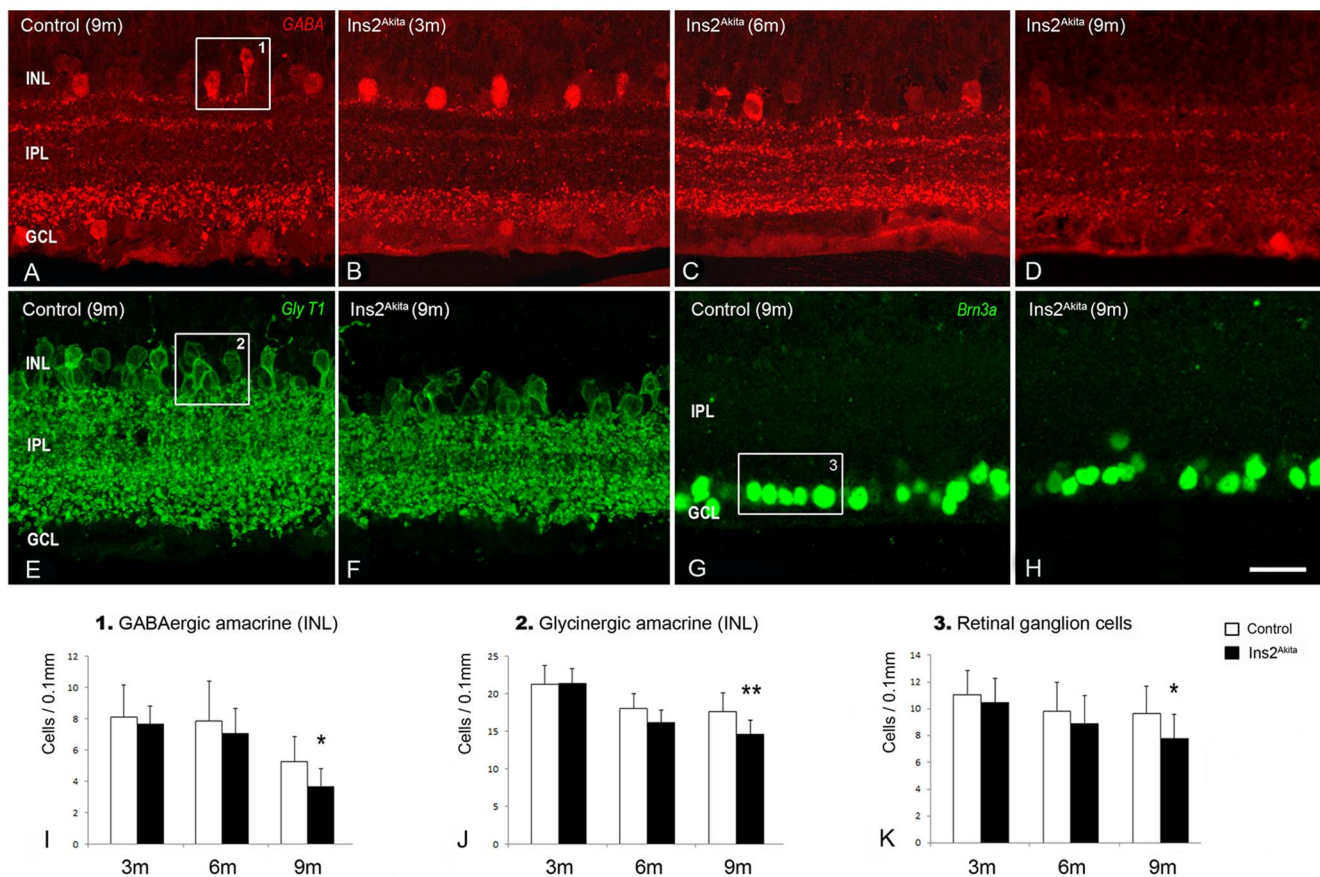 Control (9m) GABA
1
INL
IPL
GCL
A
Ins2Akita (3m)
B
Ins2Akita (6m)
C
Ins2Akita (9m)
D
Control (9m) Gly T1
2
INL
IPL
GCL
E
Ins2Akita (9m)
F
Control (9m) Brn3a
IPL
3
GCL
G
Ins2Akita (9m)
H
1. GABAergic amacrine (INL)
Cells / 0.1mm
12
10
8
6
4
2
0
*
I
3m 6m 9m
2. Glycinergic amacrine (INL)
Cells / 0.1mm
25
20
15
10
5
0
**
J
3m 6m 9m
3. Retinal ganglion cells
Cells / 0.1mm
14
12
10
8
6
4
2
0
*
K
3m 6m 9m
Control
Ins2Akita